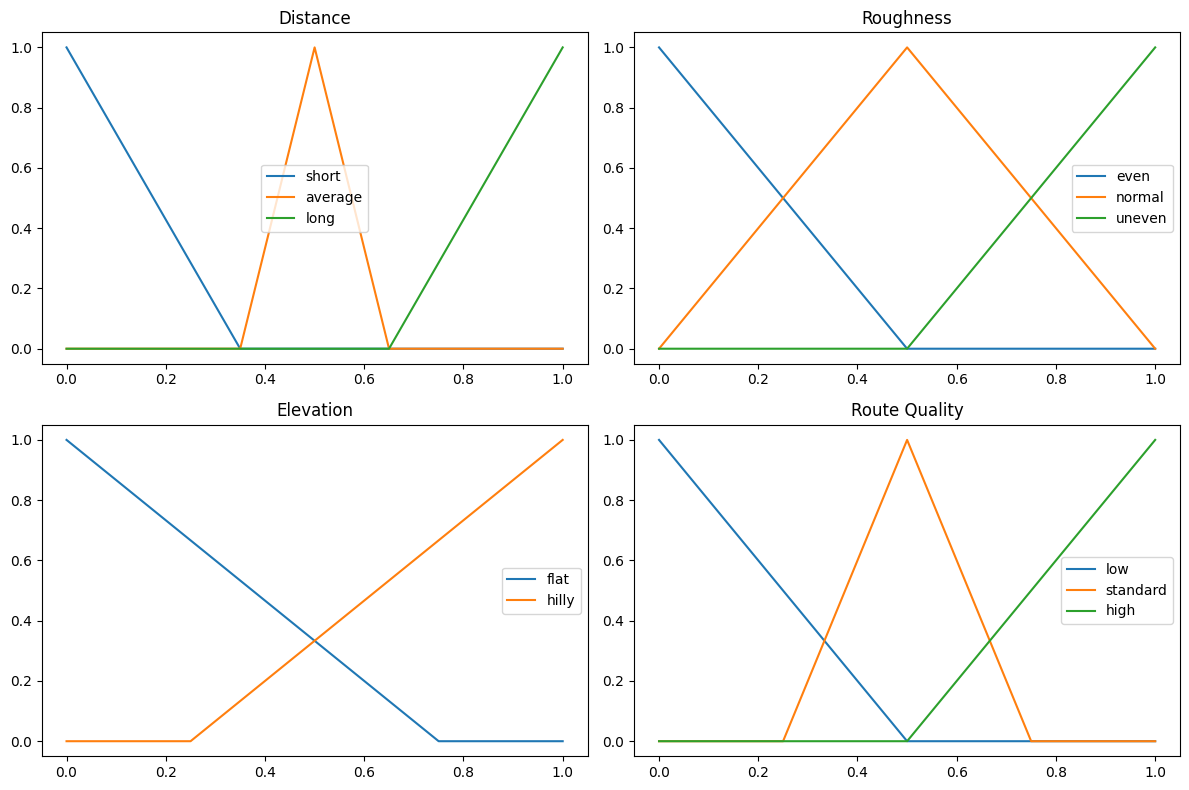 Distance
1.0
0.8
0.6
0.4
0.2
0.0
short
average
long
0.0 0.2 0.4 0.6 0.8 1.0
Roughness
1.0
0.8
0.6
0.4
0.2
0.0
even
normal
uneven
0.0 0.2 0.4 0.6 0.8 1.0
Elevation
1.0
0.8
0.6
0.4
0.2
0.0
flat
hilly
0.0 0.2 0.4 0.6 0.8 1.0
Route Quality
1.0
0.8
0.6
0.4
0.2
0.0
low
standard
high
0.0 0.2 0.4 0.6 0.8 1.0